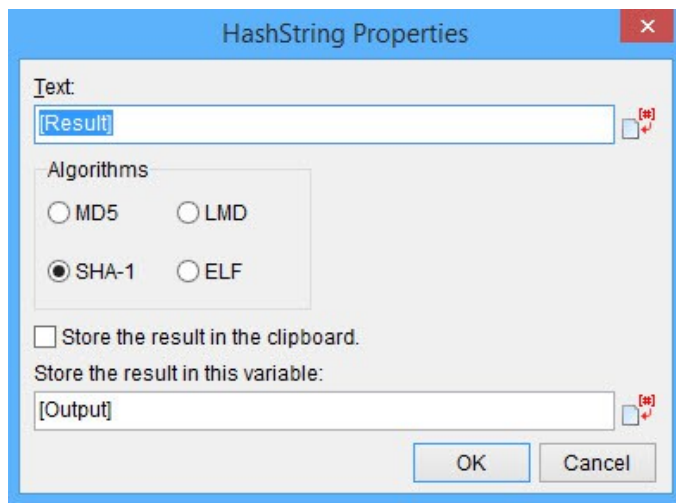 HashString Properties
Text:
[Result]
[#]
Algorithms
MD5 LMD
SHA-1 ELF
Store the result in the clipboard.
Store the result in this variable:
[Output]
[#]
OK Cancel